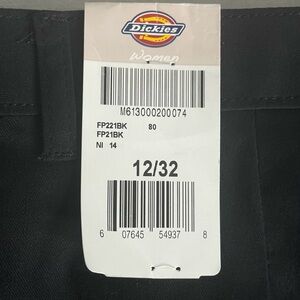 Dickies
Women
M613000200074
FP221BK 80
FP21BK
NI 14
12/32
6 07645 54937 8